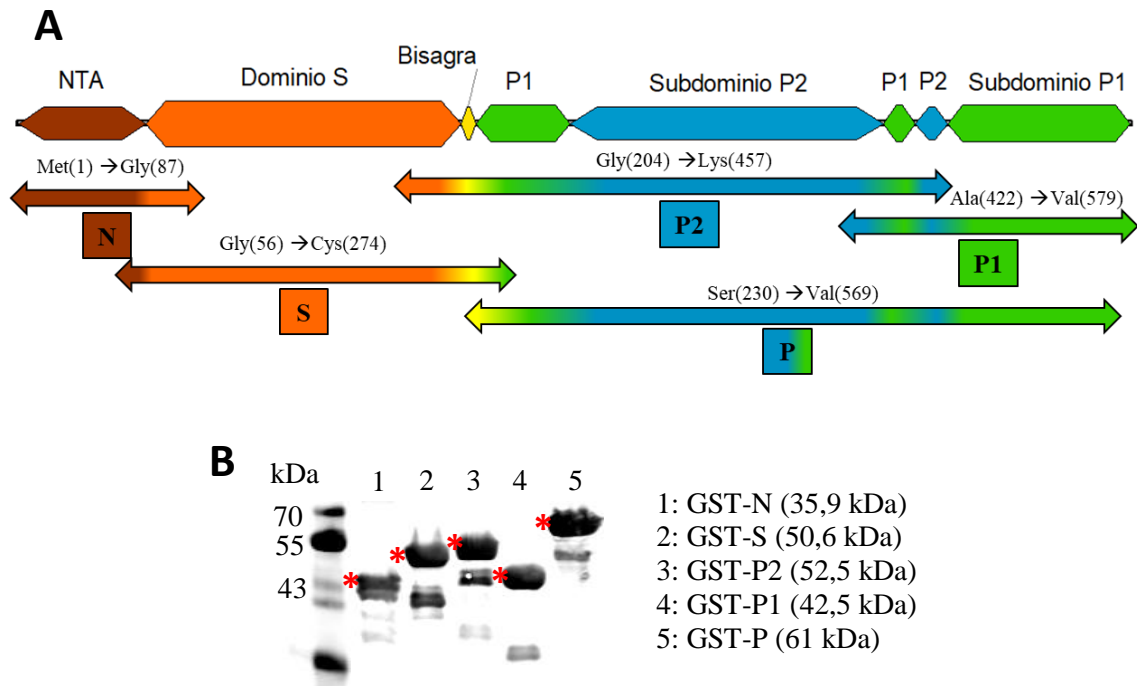 A
NTA
Dominio S
Bisagra
P1
Subdominio P2
P1
P2
Subdominio P1
Met(1) →Gly(87)
Gly(204) →Lys(457)
N
P2
Ala(422) →Val(579)
Gly(56) →Cys(274)
P1
S
Ser(230) →Val(569)
P
B
kDa
1 2 3 4 5
70
55
43
* * * * *
1: GST-N (35,9 kDa)
2: GST-S (50,6 kDa)
3: GST-P2 (52,5 kDa)
4: GST-P1 (42,5 kDa)
5: GST-P (61 kDa)